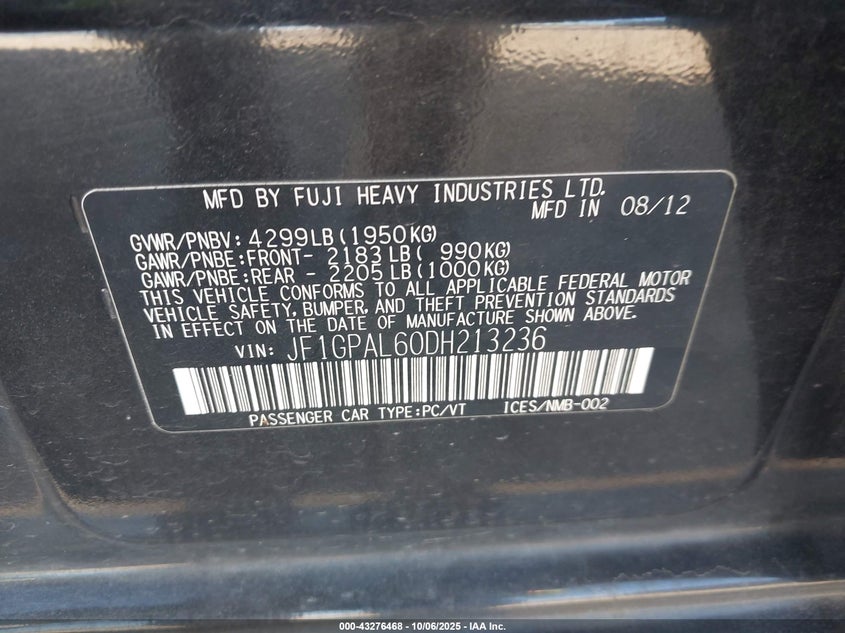 MFD BY FUJI HEAVY INDUSTRIES LTD.
MFD IN 08/12
GVWR/PNBV: 4299LB(1950KG)
GAWR/PNBE:FRONT- 2183LB( 990KG)
GAWR/PNBE:REAR - 2205LB(1000KG)
THIS VEHICLE CONFORMS TO ALL APPLICABLE FEDERAL MOTOR
VEHICLE SAFETY, BUMPER, AND THEFT PREVENTION STANDARDS
IN EFFECT ON THE DATE OF MANUFACTURE SHOWN ABOVE.
VIN: JF1GPAL60DH213236
PASSENGER CAR TYPE:PC/VT ICES/NMB-002
000-43276468 - 10/06/2025 - IAA Inc.